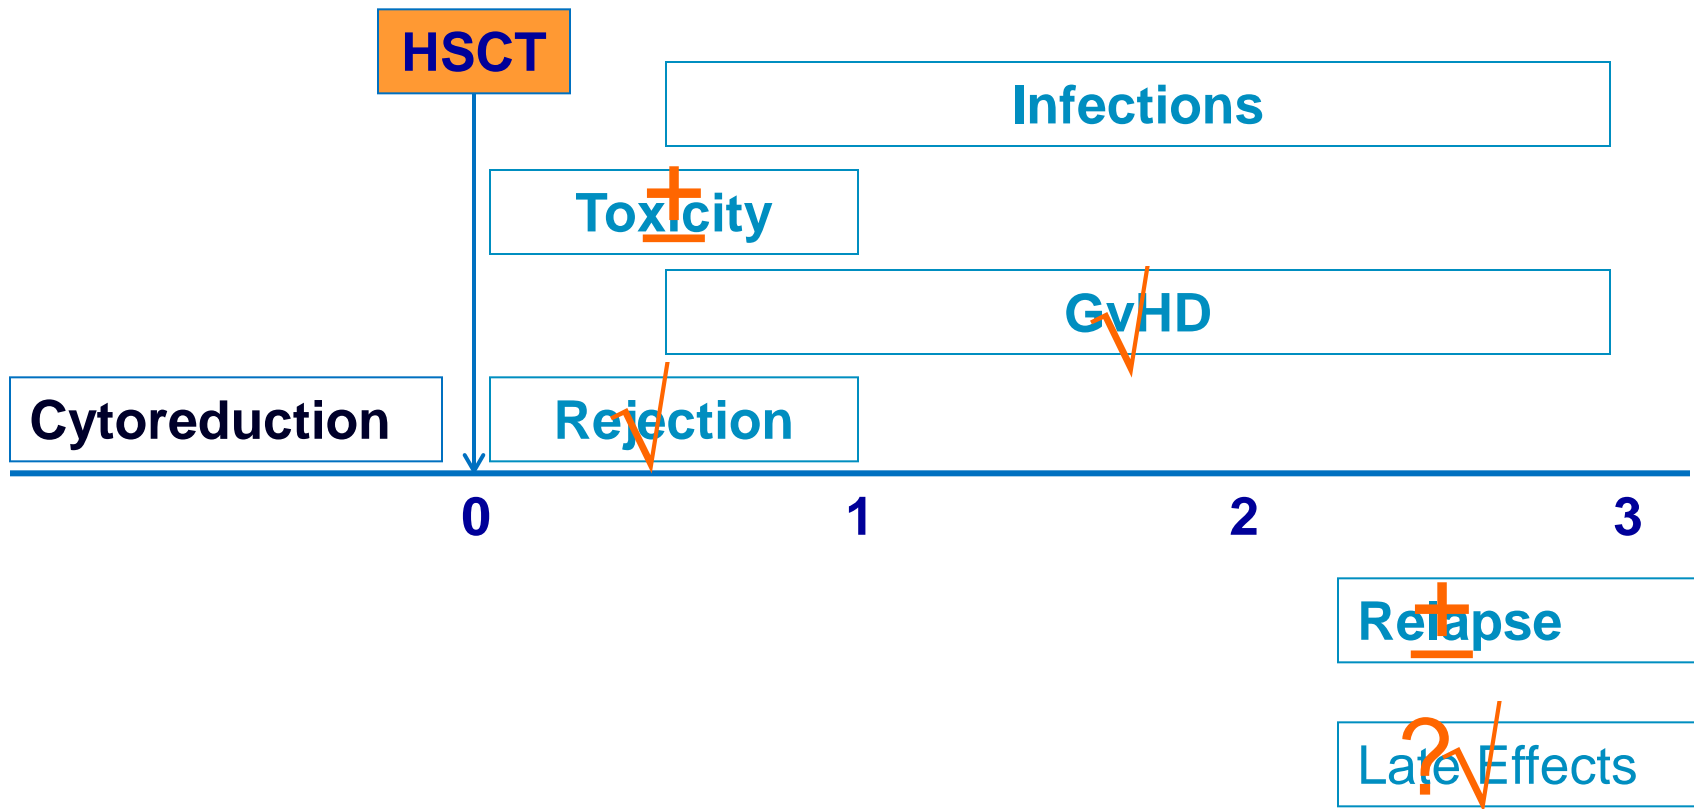 HSCT
Infections
Toxicity
±
GvHD
√
Cytoreduction
Rejection
√
0 1 2 3
Relapse
±
Late Effects
?√